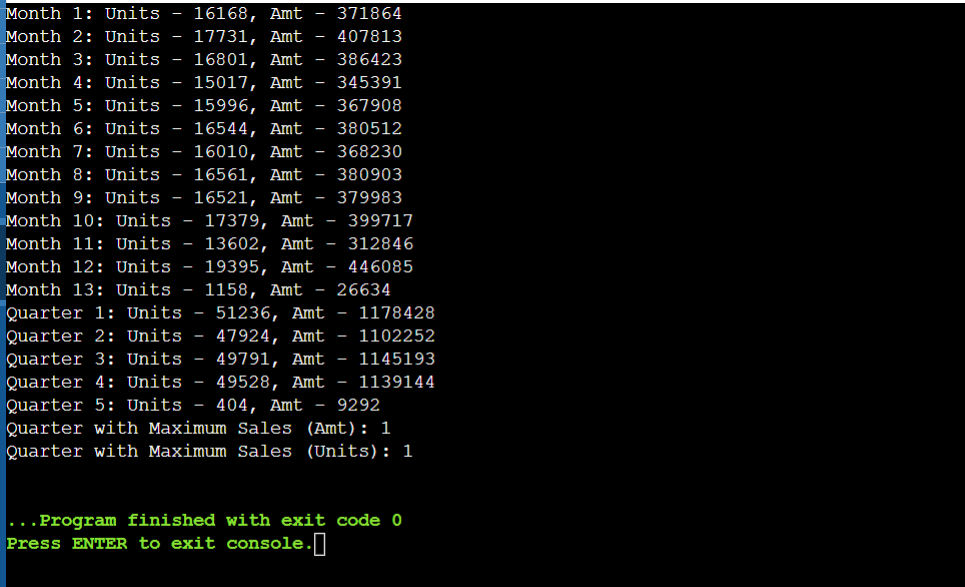 Month 1: Units - 16168, Amt - 371864
Month 2: Units - 17731, Amt - 407813
Month 3: Units - 16801, Amt - 386423
Month 4: Units - 15017, Amt - 345391
Month 5: Units - 15996, Amt - 367908
Month 6: Units - 16544, Amt - 380512
Month 7: Units - 16010, Amt - 368230
Month 8: Units - 16561, Amt - 380903
Month 9: Units - 16521, Amt - 379983
Month 10: Units - 17379, Amt - 399717
Month 11: Units - 13602, Amt - 312846
Month 12: Units - 19395, Amt - 446085
Month 13: Units - 1158, Amt - 26634
Quarter 1: Units - 51236, Amt - 1178428
Quarter 2: Units - 47924, Amt - 1102252
Quarter 3: Units - 49791, Amt - 1145193
Quarter 4: Units - 49528, Amt - 1139144
Quarter 5: Units - 404, Amt - 9292
Quarter with Maximum Sales (Amt): 1
Quarter with Maximum Sales (Units): 1
...Program finished with exit code 0
Press ENTER to exit console.